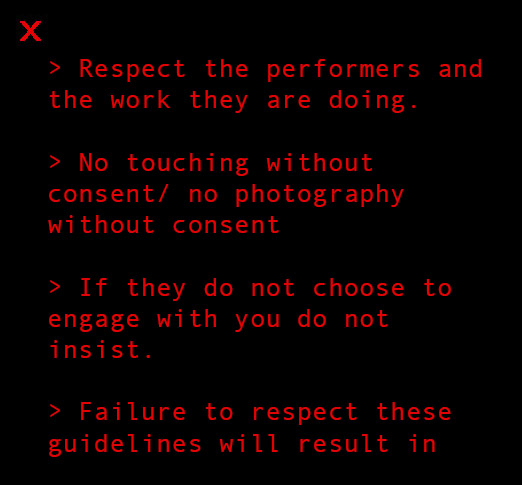 X
> Respect the performers and
the work they are doing.
> No touching without
consent/ no photography
without consent
> If they do not choose to
engage with you do not
insist.
> Failure to respect these
guidelines will result in